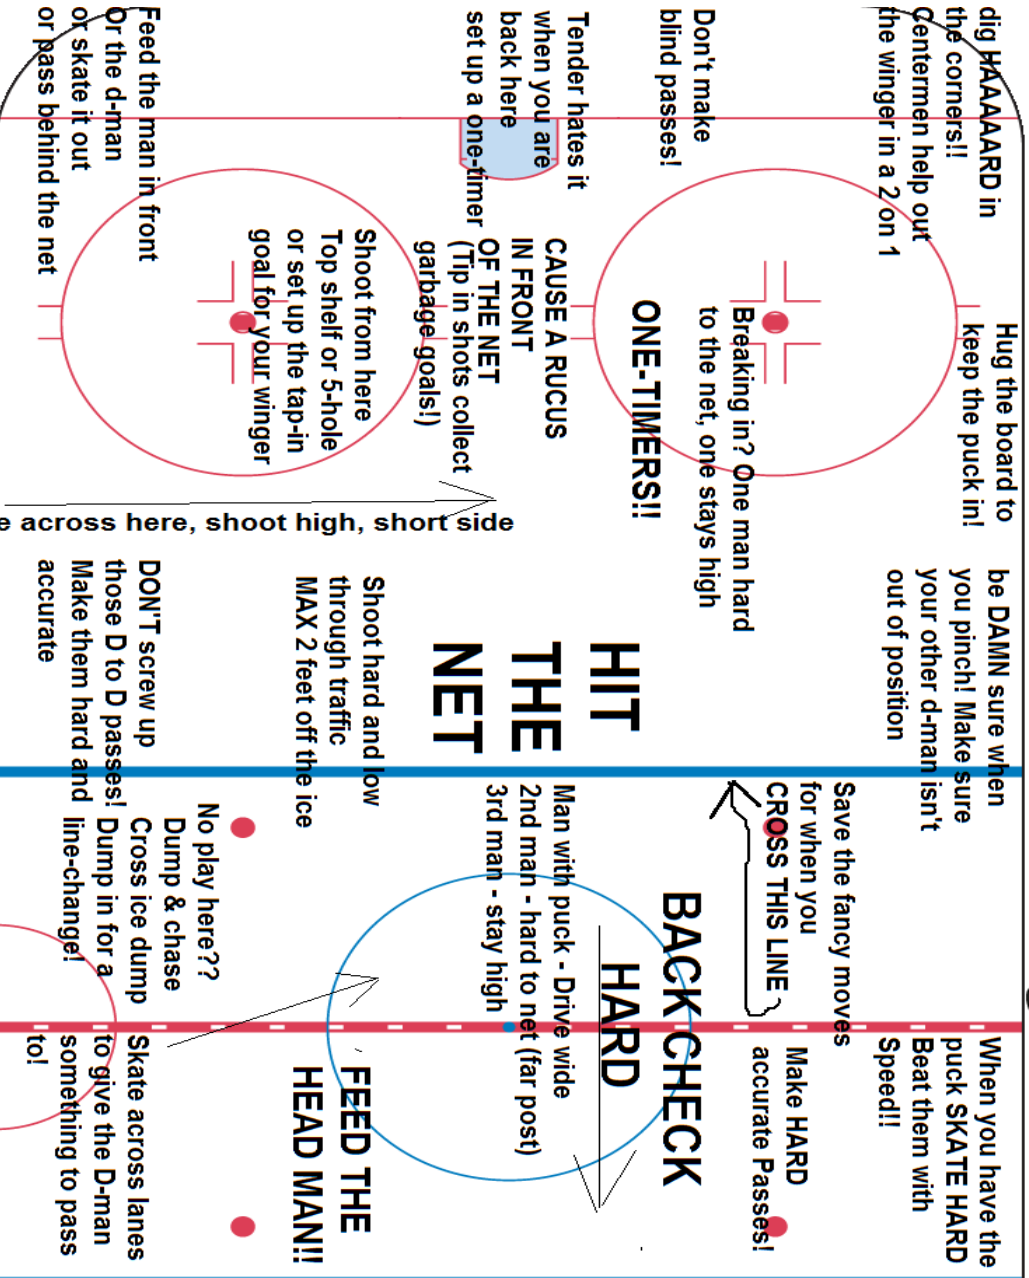 dig HAAAAARD in
the corners!!
Centermen help out
the winger in a 2 on 1
Don't make
blind passes!
Tender hates it
when you are
back here
set up a one-timer
Feed the man in front
Or the d-man
or skate it out
or pass behind the net
Hug the board to
keep the puck in!
Breaking in? One man hard
to the net, one stays high
ONE-TIMERS!!
CAUSE A RUCUS
IN FRONT
OF THE NET
(Tip in shots collect
garbage goals!)
Shoot from here
Top shelf or 5-hole
or set up the tap-in
goal for your winger
e across here, shoot high, short side
be DAMN sure when
you pinch! Make sure
your other d-man isn't
out of position
HIT
THE
NET
Shoot hard and low
through traffic
MAX 2 feet off the ice
DON'T screw up
those D to D passes!
Make them hard and
accurate
Save the fancy moves
for when you
CROSS THIS LINE
BACK CHECK
HARD
Man with puck - Drive wide
2nd man - hard to net (far post)
3rd man - stay high
No play here??
Dump & chase
Cross ice dump
Dump in for a
line-change!
When you have the
puck SKATE HARD
Beat them with
Speed!!
Make HARD
accurate Passes!
FEED THE
HEAD MAN!!
Skate across lanes
to give the D-man
something to pass
to!